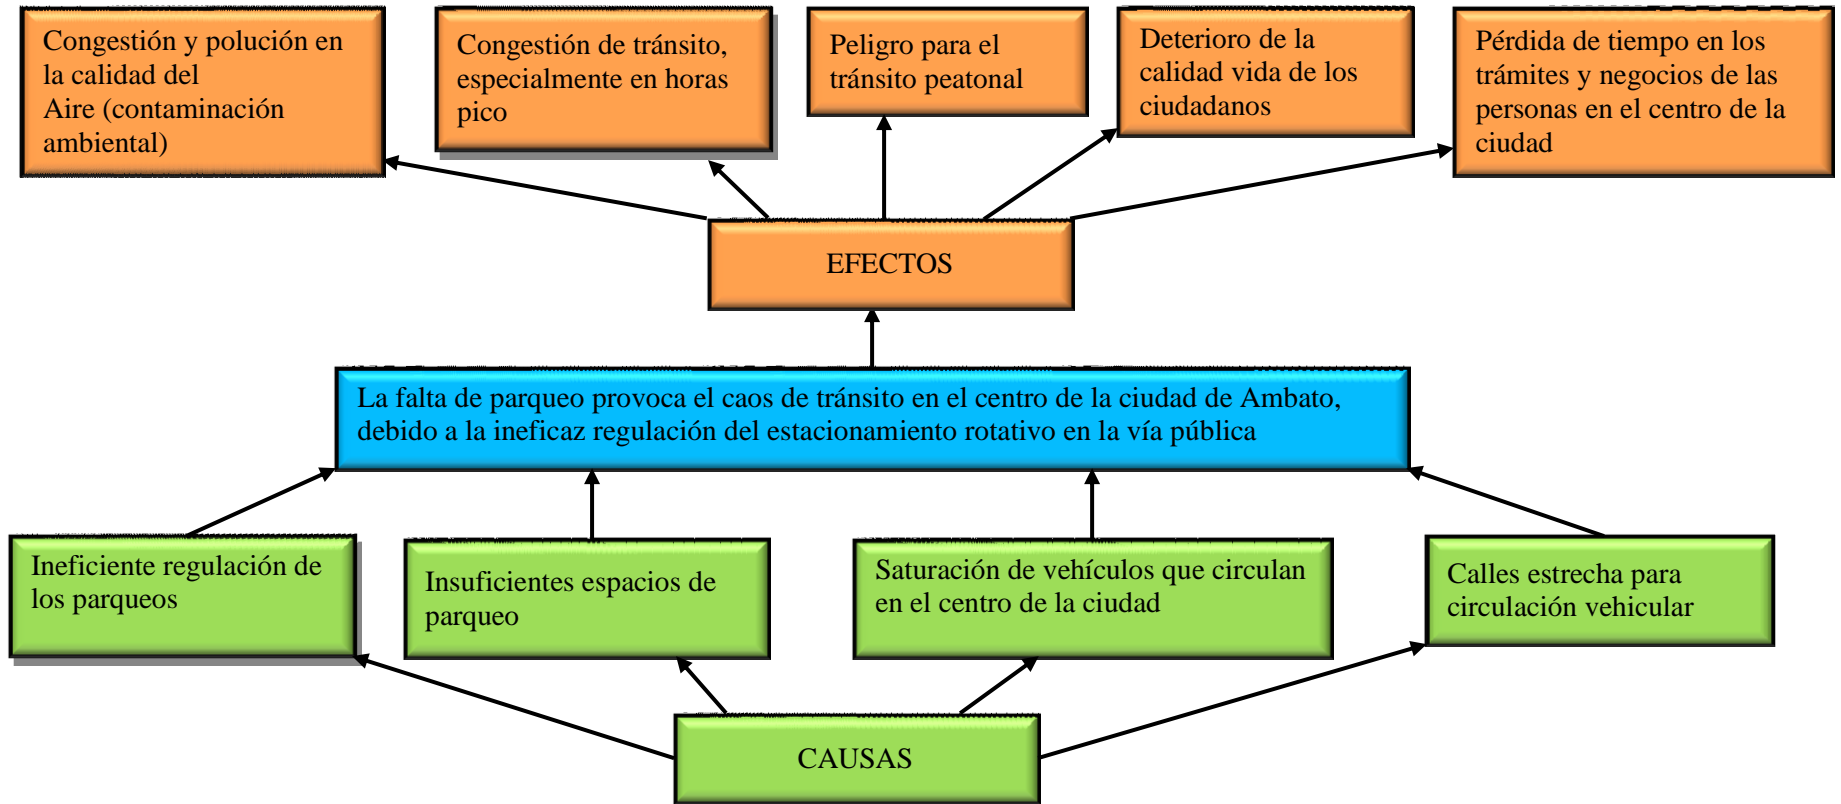 Congestión y polución en
la calidad del
Aire (contaminación
ambiental)
Congestión de tránsito,
especialmente en horas
pico
Peligro para el
tránsito peatonal
Deterioro de la
calidad vida de los
ciudadanos
Pérdida de tiempo en los
trámites y negocios de las
personas en el centro de la
ciudad
EFECTOS
La falta de parqueo provoca el caos de tránsito en el centro de la ciudad de Ambato,
debido a la ineficaz regulación del estacionamiento rotativo en la vía pública
Ineficiente regulación de
los parqueos
Insuficientes espacios de
parqueo
Saturación de vehículos que circulan
en el centro de la ciudad
Calles estrecha para
circulación vehicular
CAUSAS